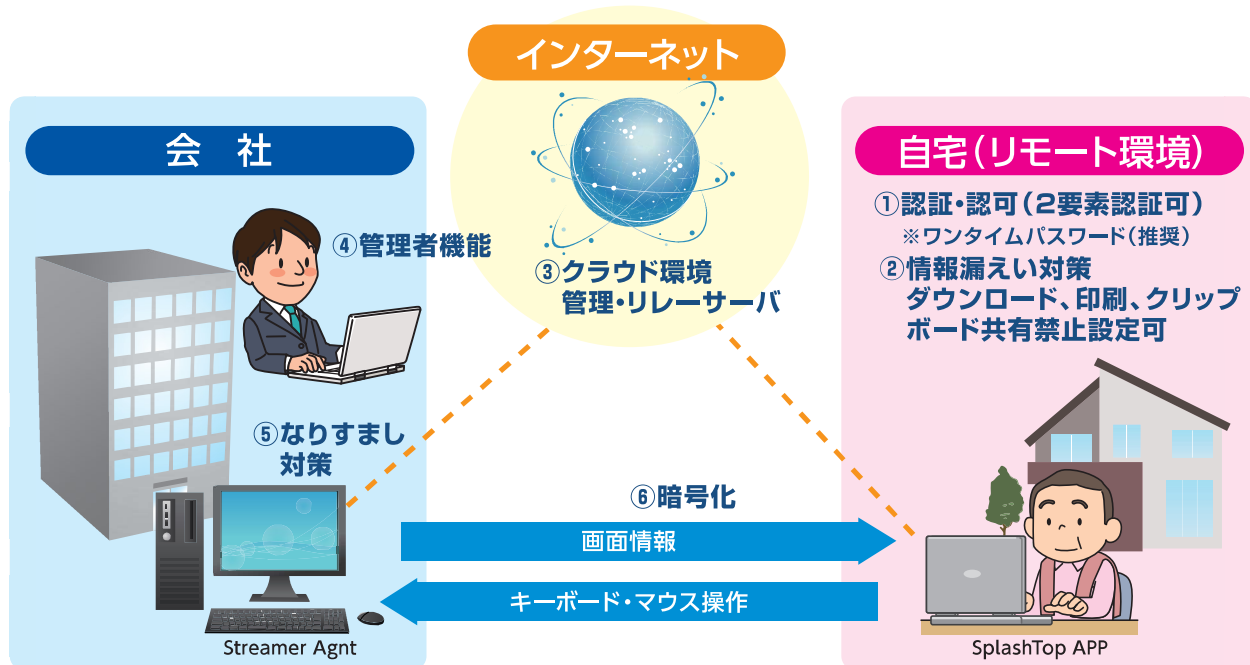 インターネット
会 社
④管理者機能
⑤なりすまし
対策
Streamer Agnt
③クラウド環境
管理・リレーサーバ
⑥暗号化
画面情報
キーボード・マウス操作
自宅(リモート環境)
①認証・認可(2要素認証可)
※ワンタイムパスワード(推奨)
②情報漏えい対策
ダウンロード、印刷、クリップ
ボード共有禁止設定可
SplashTop APP